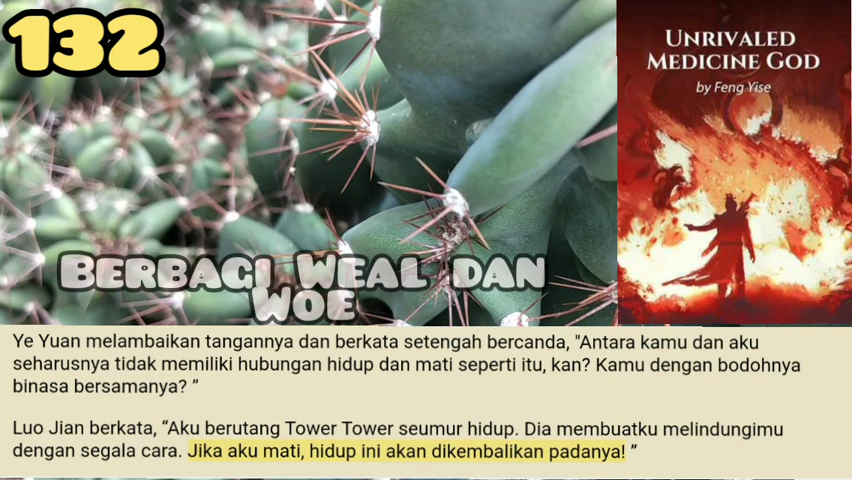 132
UNRIVALED
MEDICINE GOD
by Feng Yise
BERBAGI WEAL DAN
WOE
Ye Yuan melambaikan tangannya dan berkata setengah bercanda, "Antara kamu dan aku
seharusnya tidak memiliki hubungan hidup dan mati seperti itu, kan? Kamu dengan bodohnya
binasa bersamanya? ”
Luo Jian berkata, “Aku berutang Tower Tower seumur hidup. Dia membuatku melindungimu
dengan segala cara. Jika aku mati, hidup ini akan dikembalikan padanya! ”